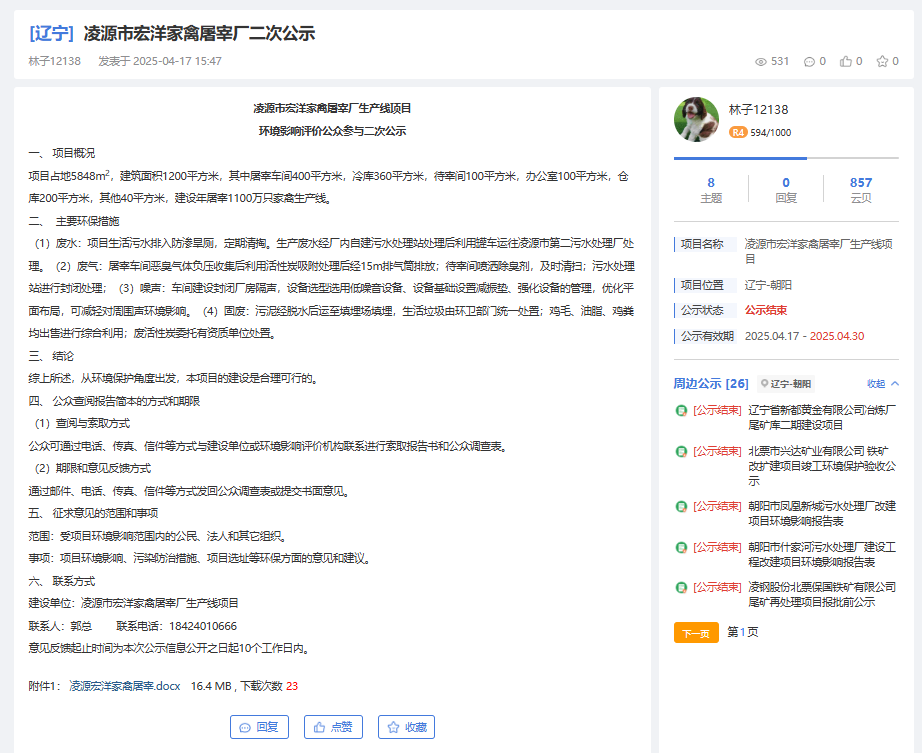 [辽宁] 凌源市宏洋家禽屠宰厂二次公示
林子12138 发表于 2025-04-17 15:47
531 0 0 0
凌源市宏洋家禽屠宰厂生产线项目
环境影响评价公众参与二次公示
一、 项目概况
项目占地5848m²，建筑面积1200平方米，其中屠宰车间400平方米，冷库360平方米，待宰间100平方米，办公室100平方米，仓
库200平方米，其他40平方米，建设年屠宰1100万只家禽生产线。
二、 主要环保措施
（1）废水：项目生活污水排入防渗旱厕，定期清掏。生产废水经厂内自建污水处理站处理后利用罐车运往凌源市第二污水处理厂处
理。（2）废气：屠宰车间恶臭气体负压收集后利用活性炭吸附处理后经15m排气筒排放；待宰间喷洒除臭剂，及时清扫；污水处理
站进行封闭处理；（3）噪声：车间建设封闭厂房隔声，设备选型选用低噪音设备、设备基础设置减振垫、强化设备的管理，优化平
面布局，可减轻对周围声环境影响。（4）固废：污泥经脱水后运至填埋场填埋，生活垃圾由环卫部门统一处置；鸡毛、油脂、鸡粪
均出售进行综合利用；废活性炭委托有资质单位处置。
三、 结论
综上所述，从环境保护角度出发，本项目的建设是合理可行的。
四、 公众查阅报告简本的方式和期限
（1）查阅与索取方式
公众可通过电话、传真、信件等方式与建设单位或环境影响评价机构联系进行索取报告书和公众调查表。
（2）期限和意见反馈方式
通过邮件、电话、传真、信件等方式发回公众调查表或提交书面意见。
五、 征求意见的范围和事项
范围：受项目环境影响范围内的公民、法人和其它组织。
事项：项目环境影响、污染防治措施、项目选址等环保方面的意见和建议。
六、 联系方式
建设单位：凌源市宏洋家禽屠宰厂生产线项目
联系人：郭总 联系电话：18424010666
意见反馈起止时间为本次公示信息公开之日起10个工作日内。
附件1： 凌源宏洋家禽屠宰.docx 16.4 MB , 下载次数 23
回复 点赞 收藏
林子12138
R4 594/1000
8 0 857
主题 回复 云贝
项目名称 凌源市宏洋家禽屠宰厂生产线项
目
项目位置 辽宁-朝阳
公示状态 公示结束
公示有效期 2025.04.17 - 2025.04.30
周边公示 [26] 辽宁-朝阳 收起
[公示结束] 辽宁省新都黄金有限公司冶炼厂
尾矿库二期建设项目
[公示结束] 北票市兴达矿业有限公司 铁矿
改扩建项目竣工环境保护验收公
示
[公示结束] 朝阳市凤凰新城污水处理厂改建
项目环境影响报告表
[公示结束] 朝阳市什家河污水处理厂建设工
程改建项目环境影响报告表
[公示结束] 凌钢股份北票保国铁矿有限公司
尾矿再处理项目报批前公示
下一页 第1页